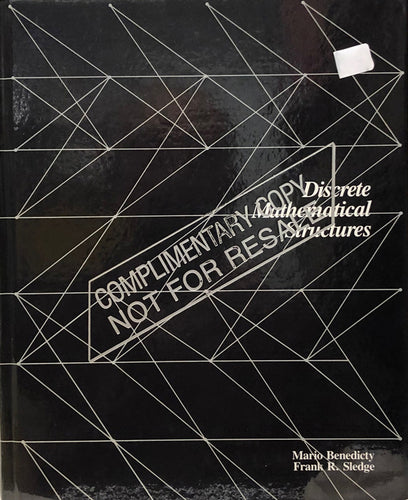 Discrete
Mathematical
Structures
COMPLIMENTARY COPY
NOT FOR RESALE
Mario Benedicty
Frank R. Sledge